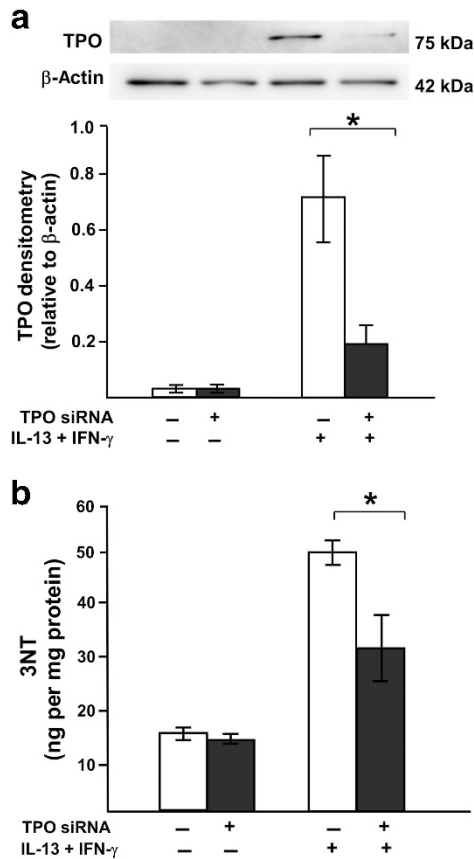 a
TPO
75 kDa
β-Actin
42 kDa
1.0
*
0.8
0.6
0.4
0.2
TPO densitometry
(relative to β-actin)
TPO siRNA – + – +
IL-13 + IFN-γ – – + +
b
60
*
50
40
30
20
10
3NT
(ng per mg protein)
TPO siRNA – + – +
IL-13 + IFN-γ – – + +